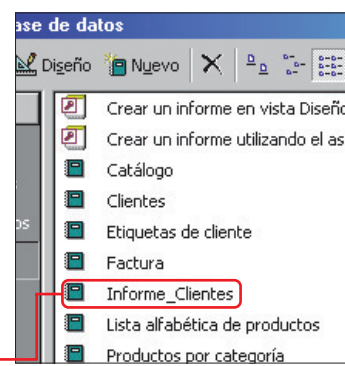 ase de datos
Diseño Nuevo
Crear un informe en vista Diseño
Crear un informe utilizando el as
Catálogo
Clientes
os
Etiquetas de cliente
Factura
Informe_Clientes
Lista alfabética de productos
Productos por categoría